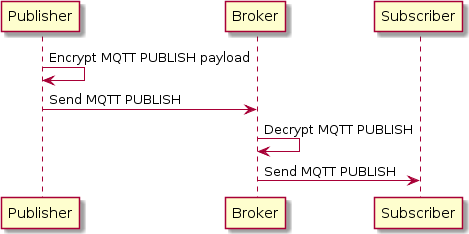 Publisher Broker Subscriber
Encrypt MQTT PUBLISH payload
Send MQTT PUBLISH
Decrypt MQTT PUBLISH
Send MQTT PUBLISH
Publisher Broker Subscriber